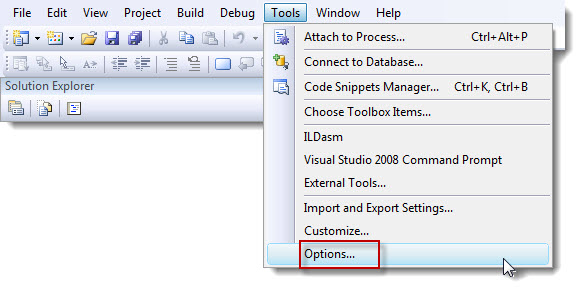 File Edit View Project Build Debug Tools Window Help
Attach to Process... Ctrl+Alt+P
Connect to Database...
Solution Explorer
Code Snippets Manager... Ctrl+K, Ctrl+B
Choose Toolbox Items...
ILDasm
Visual Studio 2008 Command Prompt
External Tools...
Import and Export Settings...
Customize...
Options...